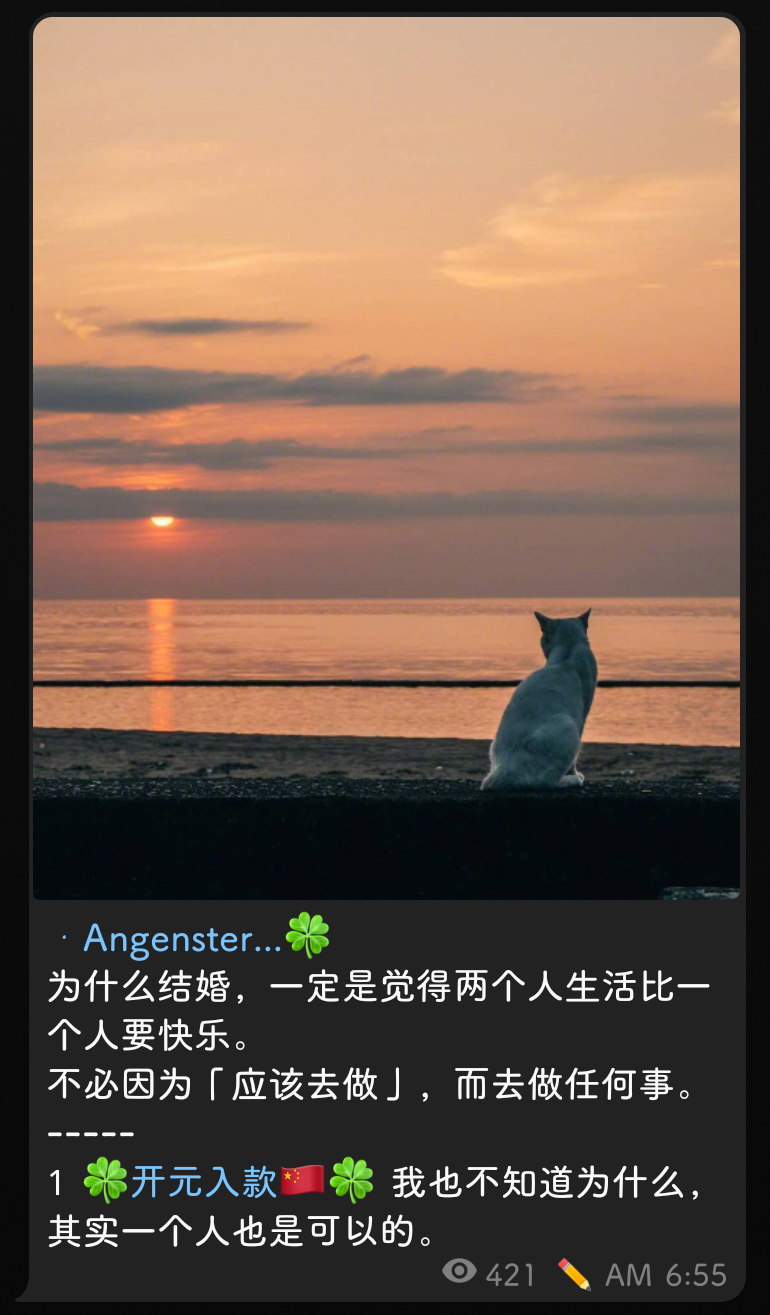 · Angenster...🍀
为什么结婚，一定是觉得两个人生活比一
个人要快乐。
不必因为「应该去做」，而去做任何事。
-----
1 🍀开元入款🇨🇳🍀 我也不知道为什么，
其实一个人也是可以的。
421 ✏️ AM 6:55